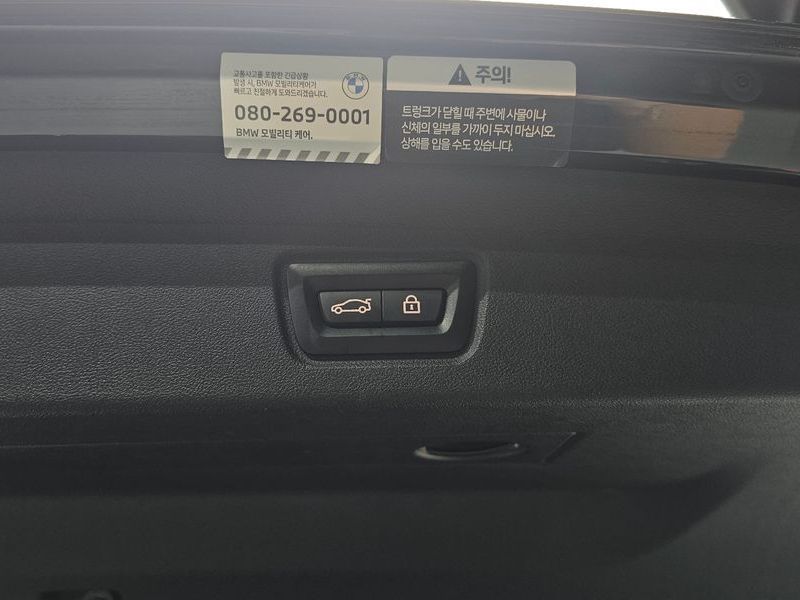 교통사고를 포함한 긴급상황
발생 시, BMW 모빌리티케어가
빠르고 친절하게 도와드리겠습니다.
BMW
080-269-0001
BMW 모빌리티 케어.
주의!
트렁크가 닫힐 때 주변에 사물이나
신체의 일부를 가까이 두지 마십시오.
상해를 입을 수도 있습니다.